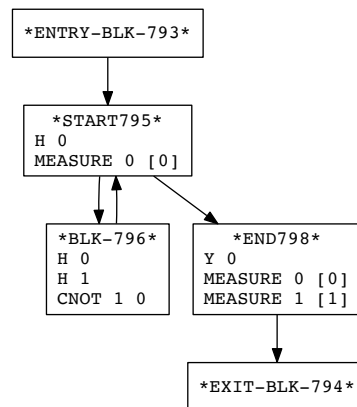 *ENTRY-BLK-793*
*START795*
H 0
MEASURE 0 [0]
*BLK-796*
H 0
H 1
CNOT 1 0
*END798*
Y 0
MEASURE 0 [0]
MEASURE 1 [1]
*EXIT-BLK-794*